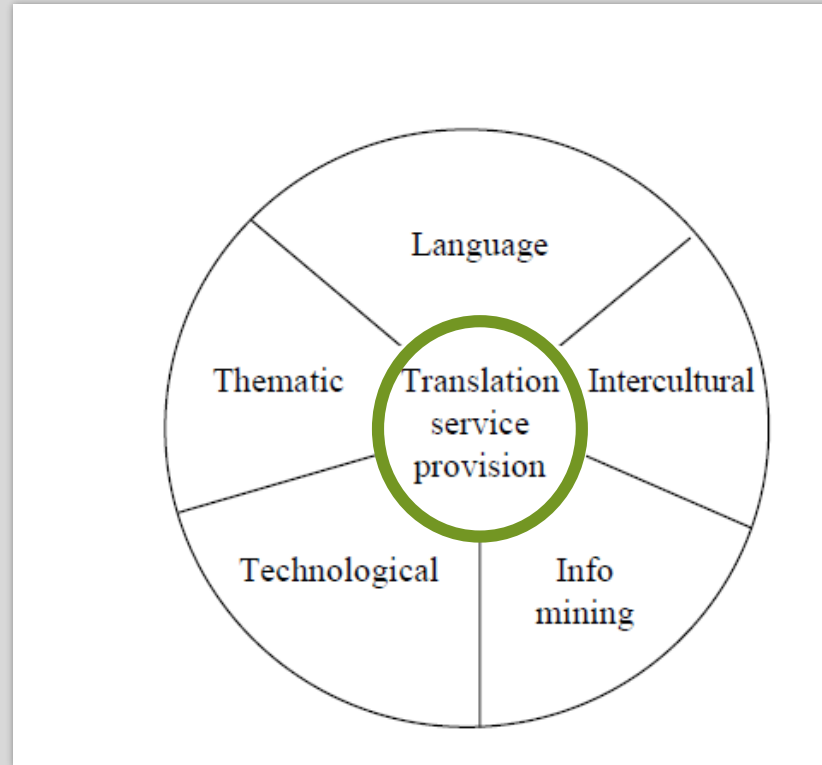 Language
Thematic
Translation
service
provision
Intercultural
Technological
Info
mining